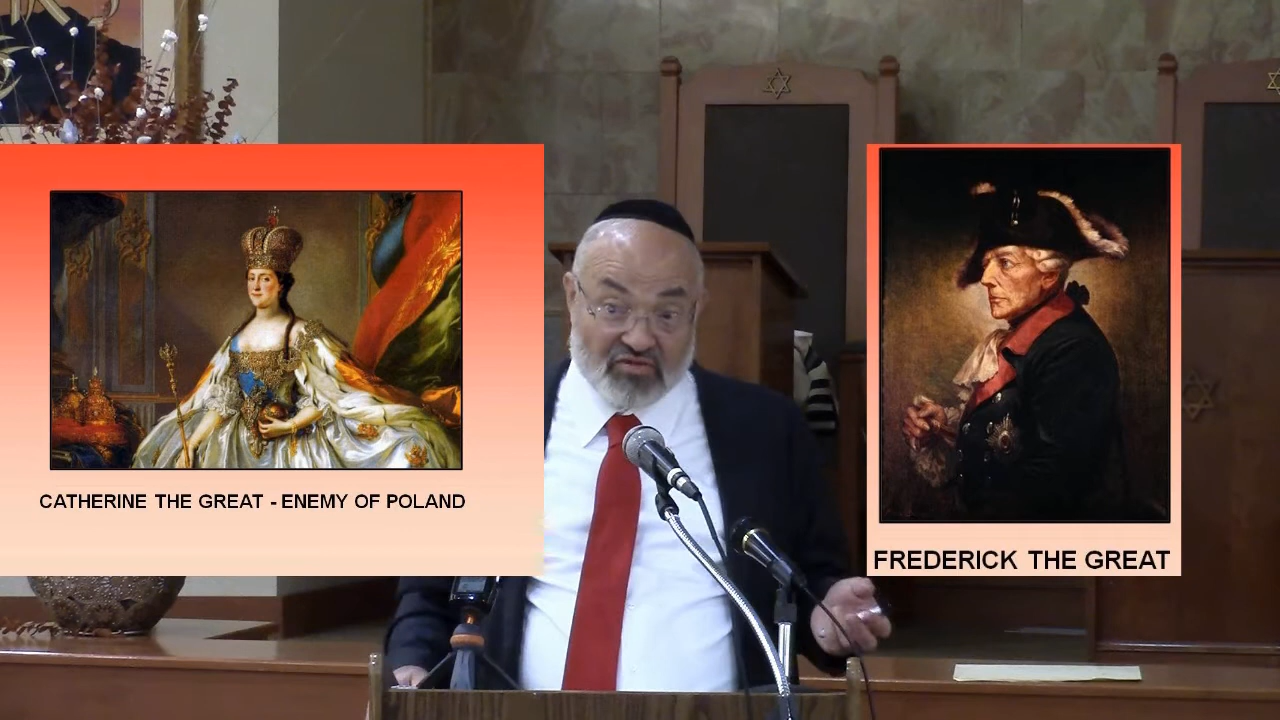 CATHERINE THE GREAT - ENEMY OF POLAND
FREDERICK THE GREAT